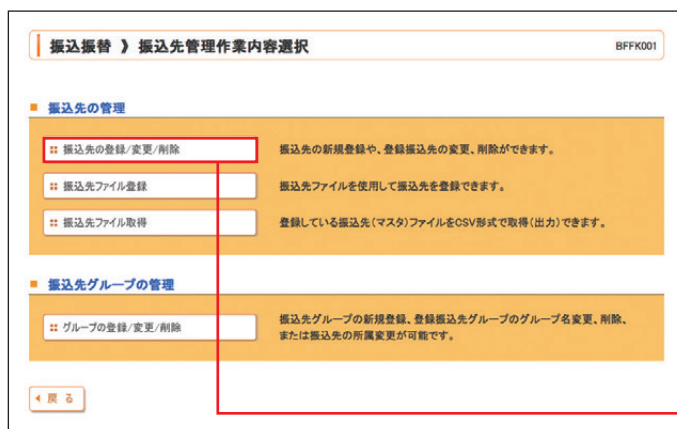 振込振替 》 振込先管理作業内容選択
BFFK001
振込先の管理
振込先の登録/変更/削除
振込先の新規登録や、登録振込先の変更、削除ができます。
振込先ファイル登録
振込先ファイルを使用して振込先を登録できます。
振込先ファイル取得
登録している振込先(マスタ)ファイルをCSV形式で取得(出力)できます。
振込先グループの管理
グループの登録/変更/削除
振込先グループの新規登録、登録振込先グループのグループ名変更、削除、
または振込先の所属変更が可能です。
戻る